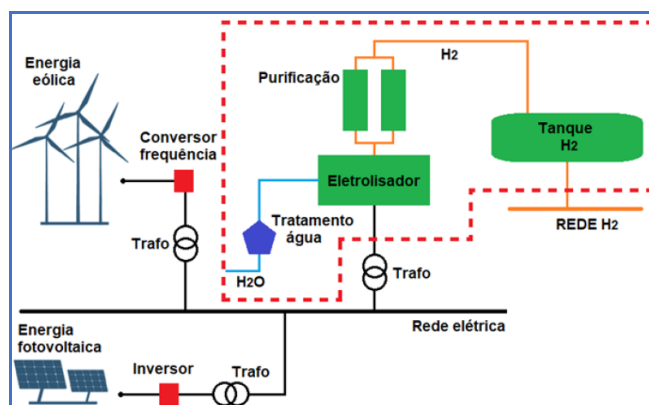 Energia
eólica
Conversor
frequência
Trafo
Purificação
H2
Tanque
H2
Eletrolisador
Tratamento
água
H2O
REDE H2
Trafo
Rede elétrica
Energia
fotovoltaica
Inversor
Trafo